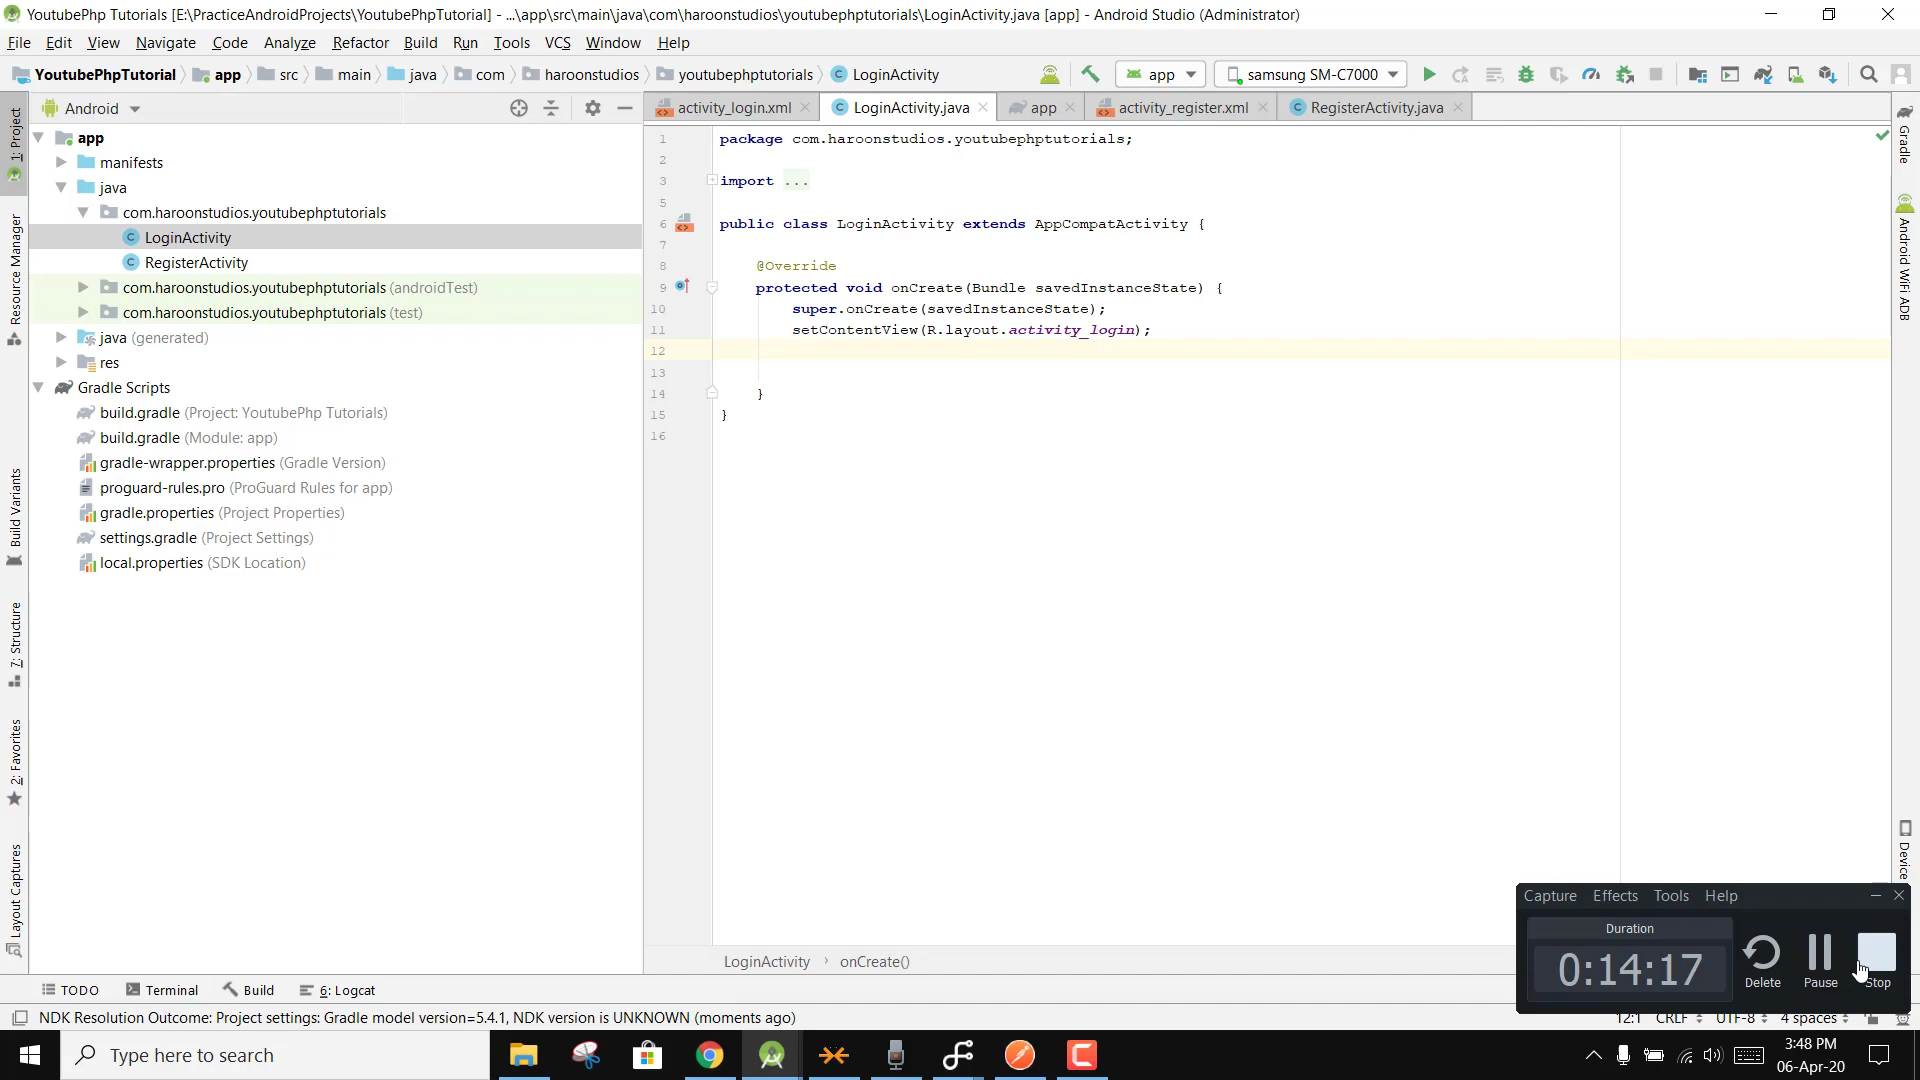 YoutubePhp Tutorials [E:\PracticeAndroidProjects\YoutubePhpTutorial] - ...\app\src\main\java\com\haroonstudios\youtubephptutorials\LoginActivity.java [app] - Android Studio (Administrator)
File Edit View Navigate Code Analyze Refactor Build Run Tools VCS Window Help
YoutubePhpTutorial app src main java com haroonstudios youtubephptutorials LoginActivity app samsung SM-C7000
Android activity_login.xml LoginActivity.java app activity_register.xml RegisterActivity.java
app
manifests
java
com.haroonstudios.youtubephptutorials
LoginActivity
RegisterActivity
com.haroonstudios.youtubephptutorials (androidTest)
com.haroonstudios.youtubephptutorials (test)
java (generated)
res
Gradle Scripts
build.gradle (Project: YoutubePhp Tutorials)
build.gradle (Module: app)
gradle-wrapper.properties (Gradle Version)
proguard-rules.pro (ProGuard Rules for app)
gradle.properties (Project Properties)
settings.gradle (Project Settings)
local.properties (SDK Location)
1: Project
Resource Manager
Build Variants
7: Structure
2: Favorites
Layout Captures
1 package com.haroonstudios.youtubephptutorials;
2
3 import ...
5
6 public class LoginActivity extends AppCompatActivity {
7
8 @Override
9 protected void onCreate(Bundle savedInstanceState) {
10 super.onCreate(savedInstanceState);
11 setContentView(R.layout.activity_login);
12
13
14 }
15 }
16
Gradle
Android WiFi ADB
Device
LoginActivity › onCreate()
Capture Effects Tools Help
Duration
0:14:17
Delete Pause Stop
TODO Terminal Build 6: Logcat
NDK Resolution Outcome: Project settings: Gradle model version=5.4.1, NDK version is UNKNOWN (moments ago)
12:1 CRLF UTF-8 4 spaces
Type here to search
3:48 PM
06-Apr-20